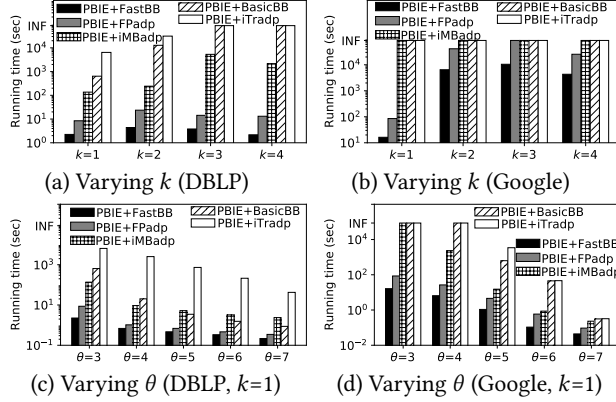 PBIE+FastBB
PBIE+FPadp
PBIE+iMBadp
PBIE+BasicBB
PBIE+iTradp
Running time (sec)
INF
10^4
10^3
10^2
10^1
10^0
k=1 k=2 k=3 k=4
(a) Varying k (DBLP)
PBIE+FastBB
PBIE+FPadp
PBIE+iMBadp
PBIE+BasicBB
PBIE+iTradp
Running time (sec)
INF
10^4
10^3
10^2
10^1
k=1 k=2 k=3 k=4
(b) Varying k (Google)
PBIE+FastBB
PBIE+FPadp
PBIE+iMBadp
PBIE+BasicBB
PBIE+iTradp
Running time (sec)
INF
10^3
10^1
10^-1
θ=3 θ=4 θ=5 θ=6 θ=7
(c) Varying θ (DBLP, k=1)
PBIE+BasicBB
PBIE+iTradp
PBIE+FastBB
PBIE+FPadp
PBIE+iMBadp
Running time (sec)
INF
10^4
10^2
10^0
10^-2
θ=3 θ=4 θ=5 θ=6 θ=7
(d) Varying θ (Google, k=1)